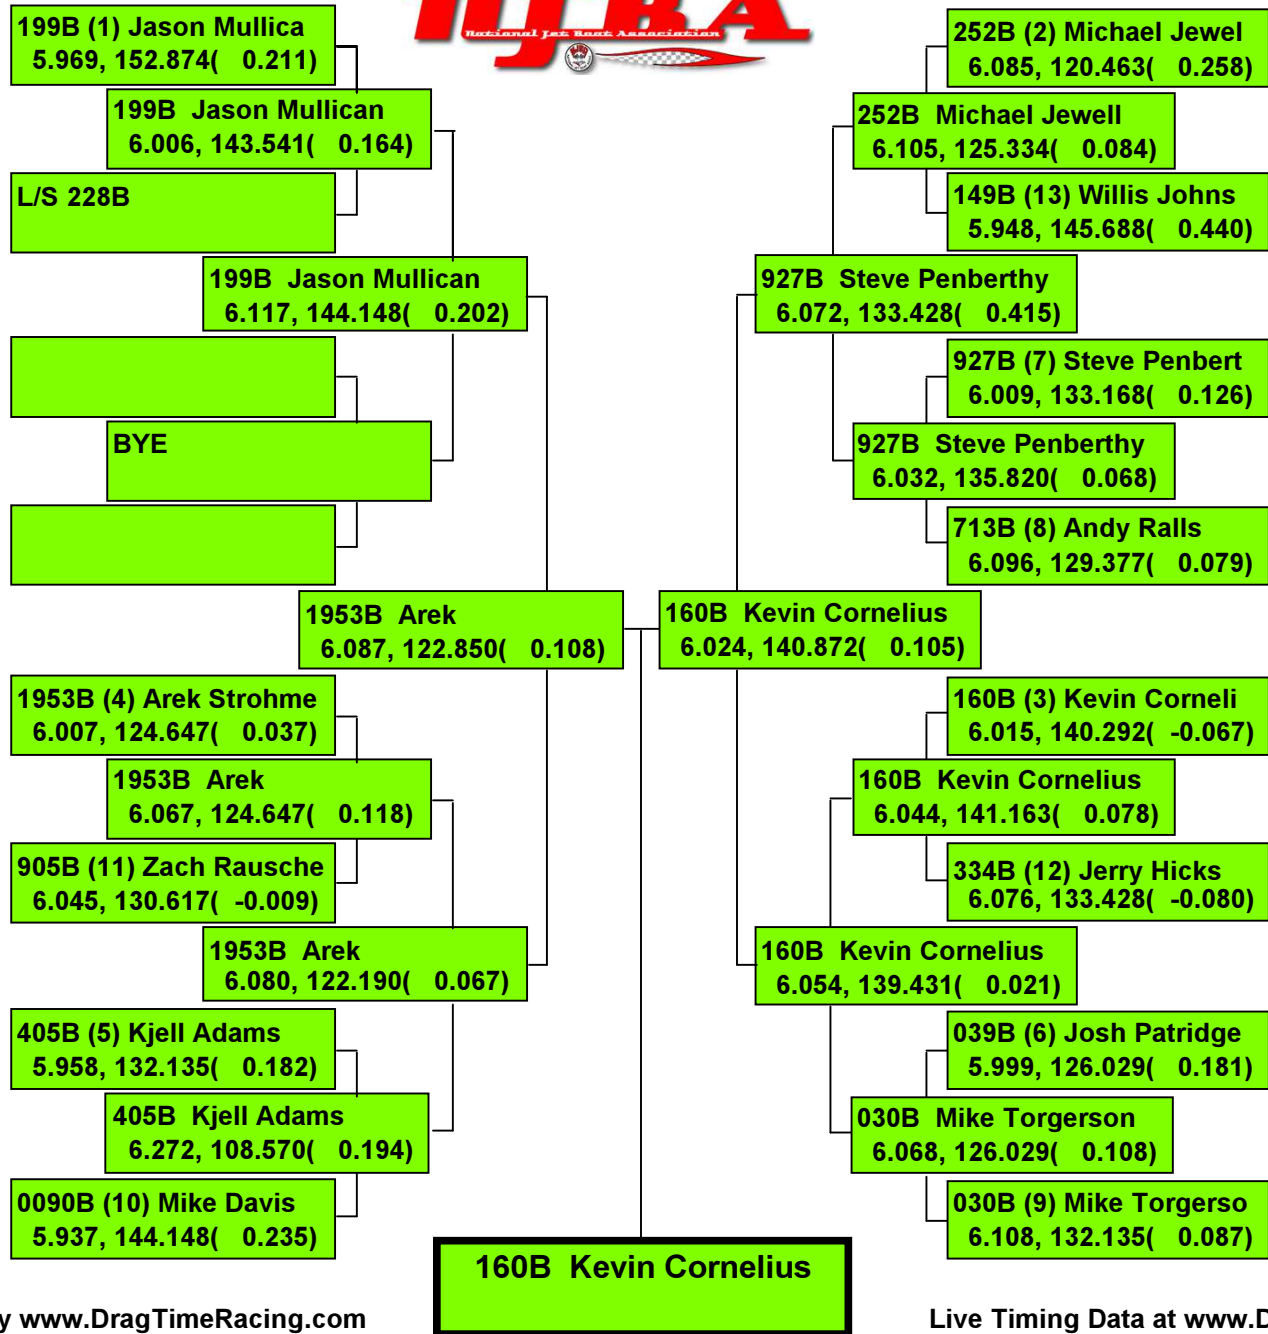 NJBA
National Jet Boat Association
199B (1) Jason Mullica
5.969, 152.874( 0.211)
199B Jason Mullican
6.006, 143.541( 0.164)
L/S 228B
199B Jason Mullican
6.117, 144.148( 0.202)
BYE
1953B Arek
6.087, 122.850( 0.108)
1953B (4) Arek Strohme
6.007, 124.647( 0.037)
1953B Arek
6.067, 124.647( 0.118)
905B (11) Zach Rausche
6.045, 130.617( -0.009)
1953B Arek
6.080, 122.190( 0.067)
405B (5) Kjell Adams
5.958, 132.135( 0.182)
405B Kjell Adams
6.272, 108.570( 0.194)
0090B (10) Mike Davis
5.937, 144.148( 0.235)
252B (2) Michael Jewel
6.085, 120.463( 0.258)
252B Michael Jewell
6.105, 125.334( 0.084)
149B (13) Willis Johns
5.948, 145.688( 0.440)
927B Steve Penberthy
6.072, 133.428( 0.415)
927B (7) Steve Penbert
6.009, 133.168( 0.126)
927B Steve Penberthy
6.032, 135.820( 0.068)
713B (8) Andy Ralls
6.096, 129.377( 0.079)
160B Kevin Cornelius
6.024, 140.872( 0.105)
160B (3) Kevin Corneli
6.015, 140.292( -0.067)
160B Kevin Cornelius
6.044, 141.163( 0.078)
334B (12) Jerry Hicks
6.076, 133.428( -0.080)
160B Kevin Cornelius
6.054, 139.431( 0.021)
039B (6) Josh Patridge
5.999, 126.029( 0.181)
030B Mike Torgerson
6.068, 126.029( 0.108)
030B (9) Mike Torgerso
6.108, 132.135( 0.087)
160B Kevin Cornelius
y www.DragTimeRacing.com
Live Timing Data at www.D